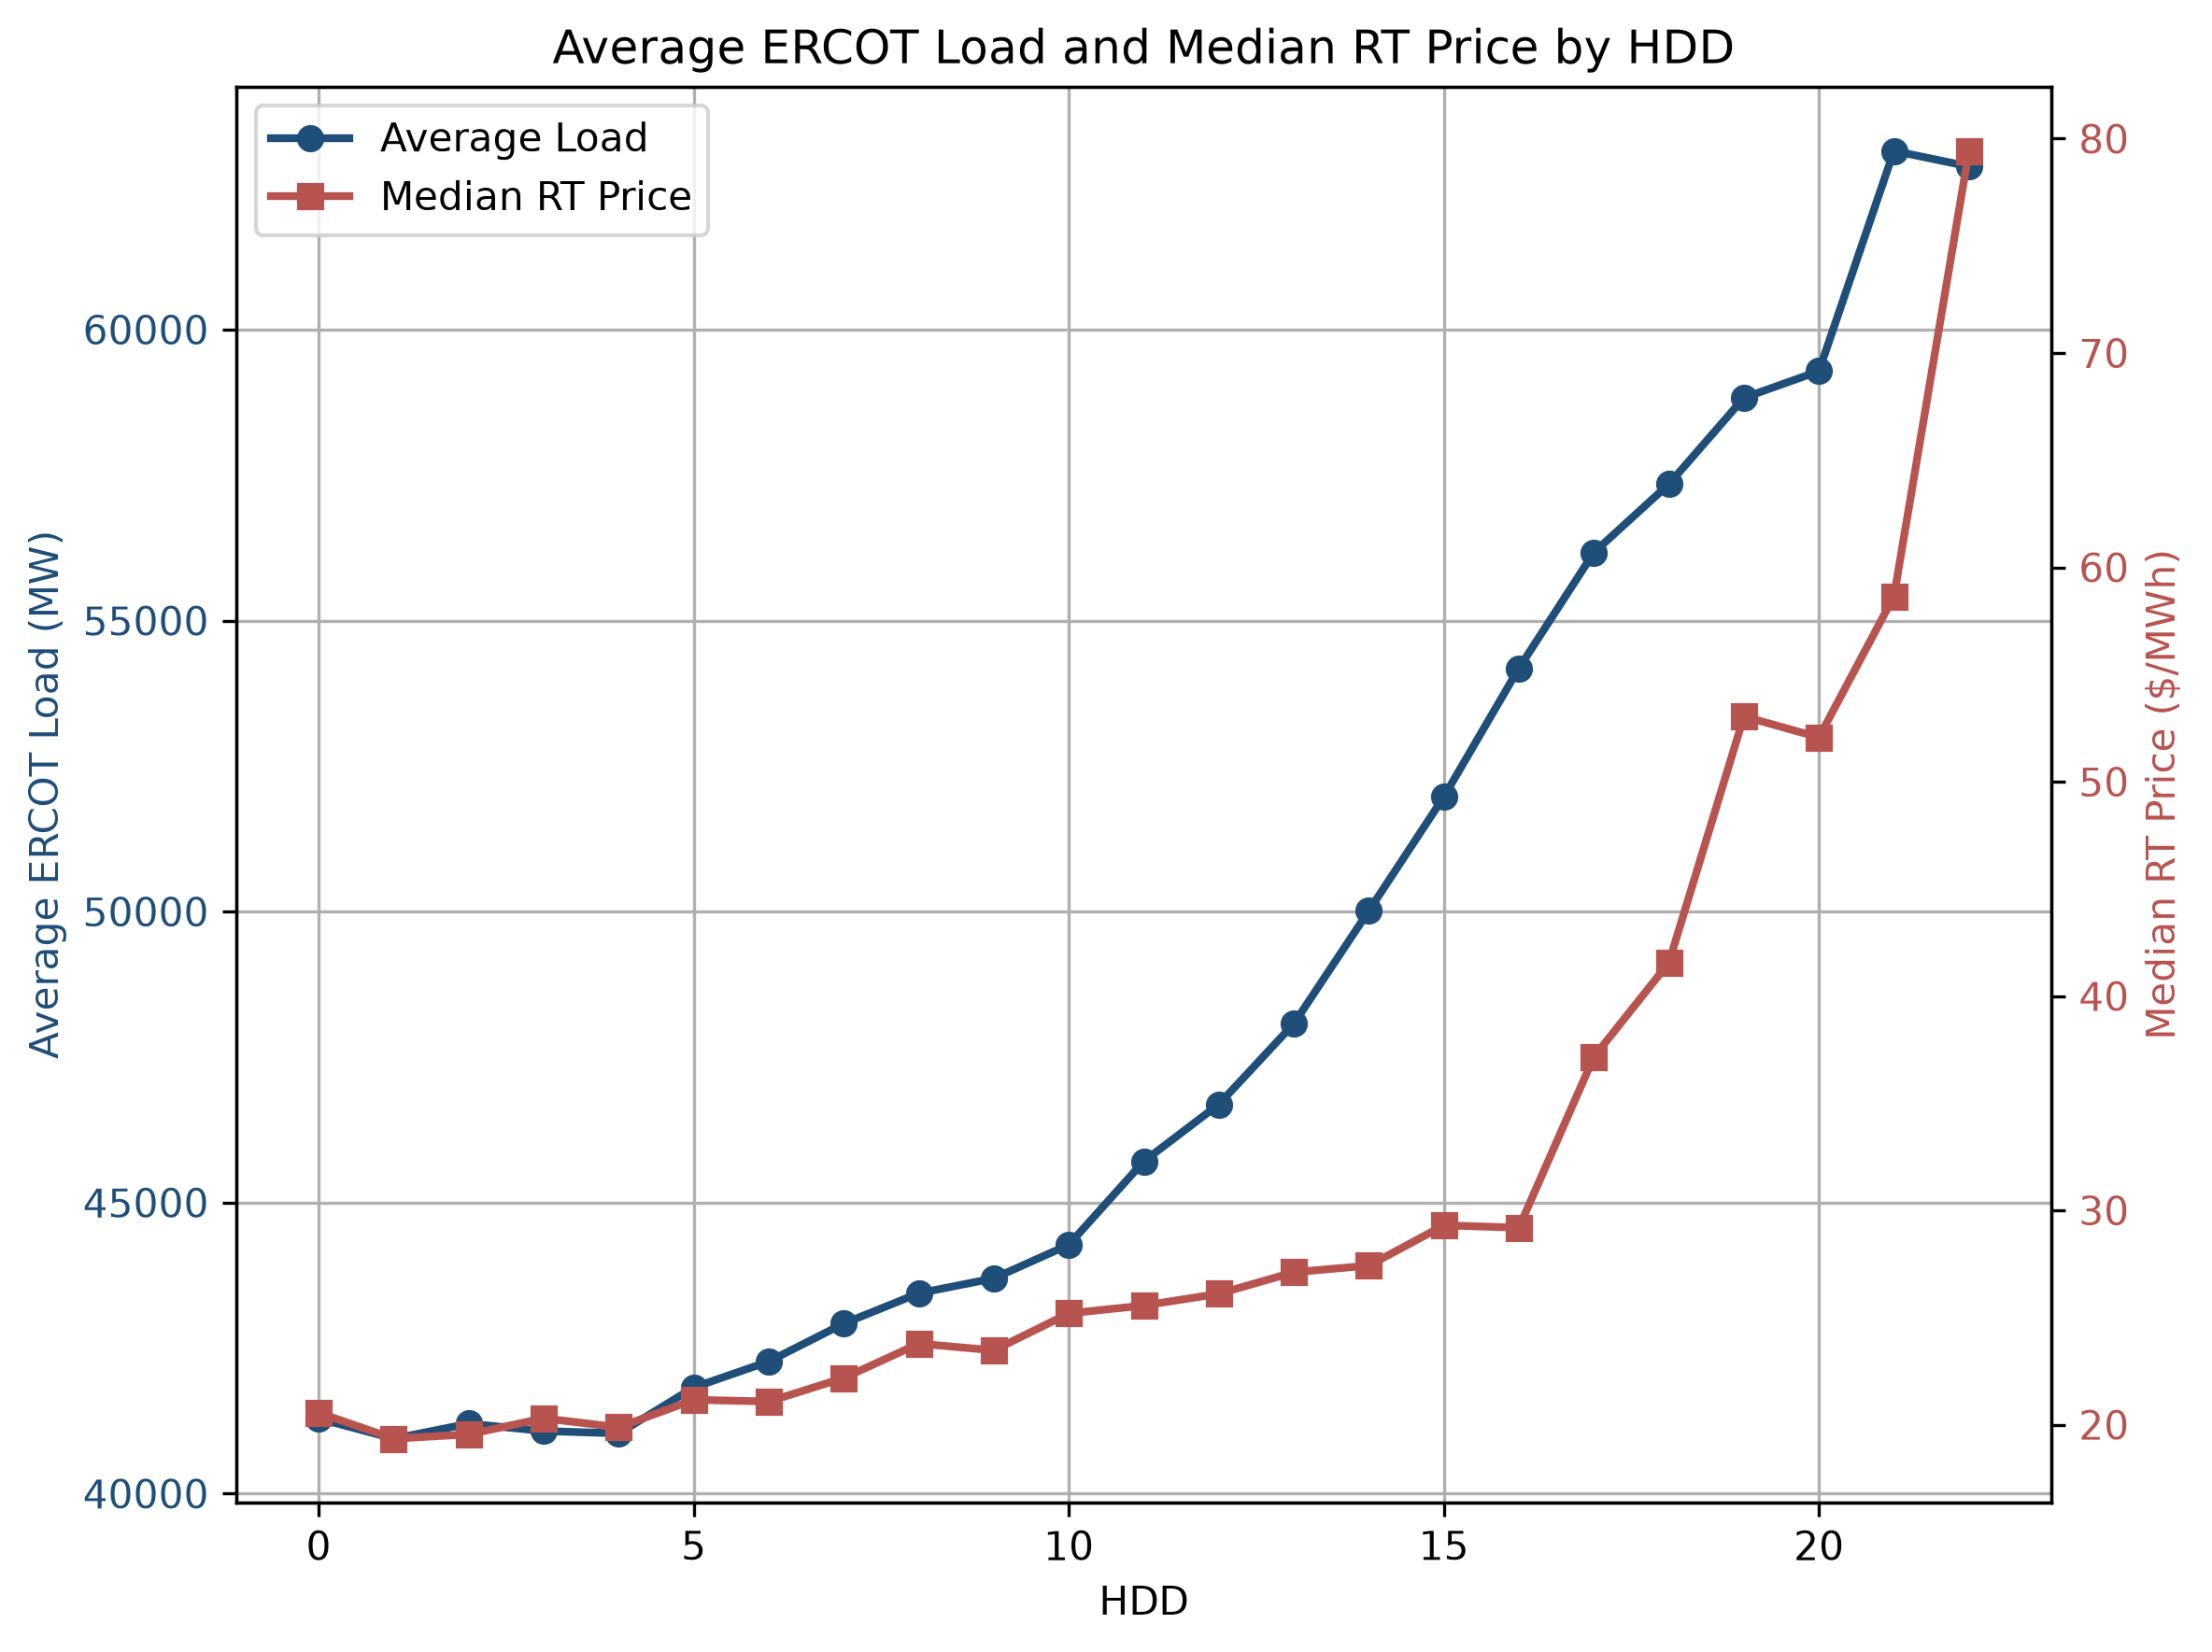 Average ERCOT Load and Median RT Price by HDD
Average Load
Median RT Price
Average ERCOT Load (MW)
60000
55000
50000
45000
40000
80
70
60
50
40
30
20
Median RT Price ($/MWh)
0 5 10 15 20
HDD